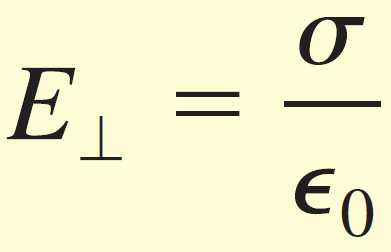 E⊥ = σ/ϵ₀